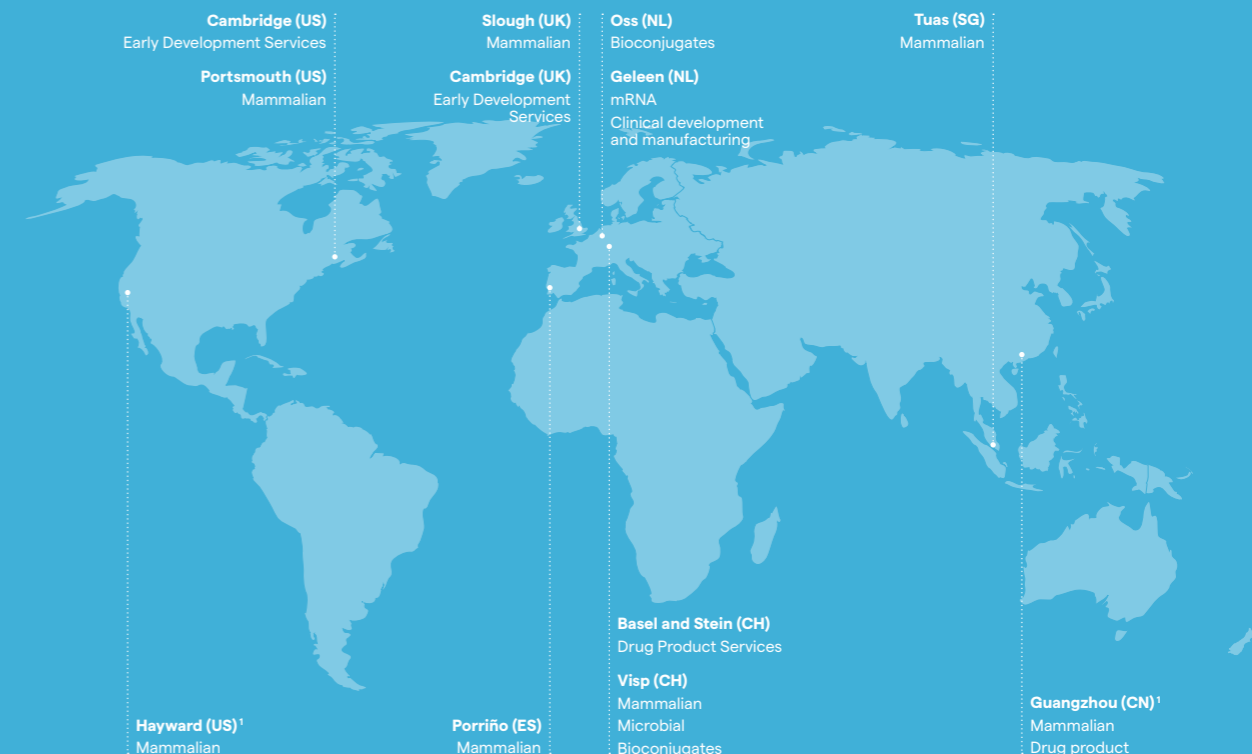 Cambridge (US)
Early Development Services
Portsmouth (US)
Mammalian
Slough (UK)
Mammalian
Cambridge (UK)
Early Development
Services
Oss (NL)
Bioconjugates
Geleen (NL)
mRNA
Clinical development
and manufacturing
Tuas (SG)
Mammalian
Hayward (US)¹
Mammalian
Porriño (ES)
Mammalian
Basel and Stein (CH)
Drug Product Services
Visp (CH)
Mammalian
Microbial
Bioconjugates
Guangzhou (CN)¹
Mammalian
Drug product